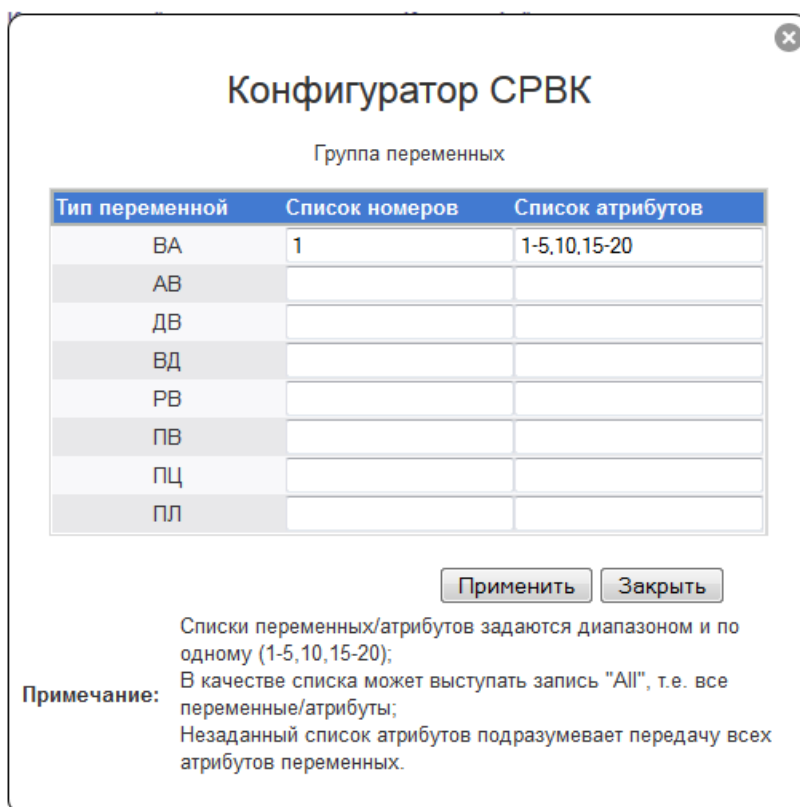 Конфигуратор СРВК
Группа переменных
Тип переменной Список номеров Список атрибутов
ВА 1 1-5,10,15-20
АВ
ДВ
ВД
РВ
ПВ
ПЦ
ПЛ
Применить Закрыть
Примечание:
Списки переменных/атрибутов задаются диапазоном и по
одному (1-5,10,15-20);
В качестве списка может выступать запись "All", т.е. все
переменные/атрибуты;
Незаданный список атрибутов подразумевает передачу всех
атрибутов переменных.